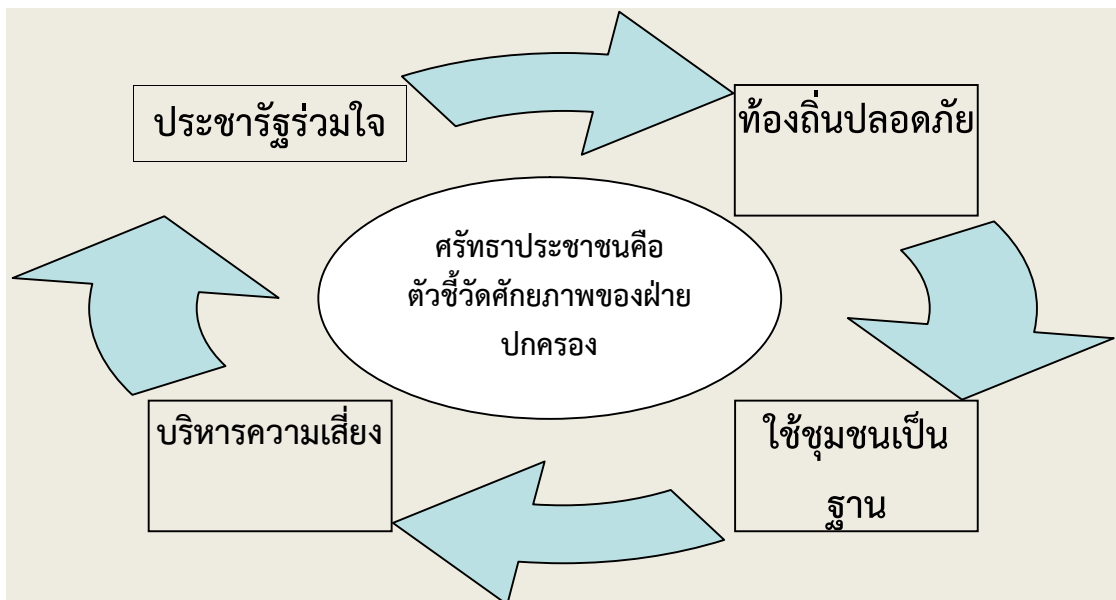 ประชารัฐร่วมใจ
ท้องถิ่นปลอดภัย
ศรัทธาประชาชนคือ
ตัวชี้วัดศักยภาพของฝ่าย
ปกครอง
บริหารความเสี่ยง
ใช้ชุมชนเป็น
ฐาน